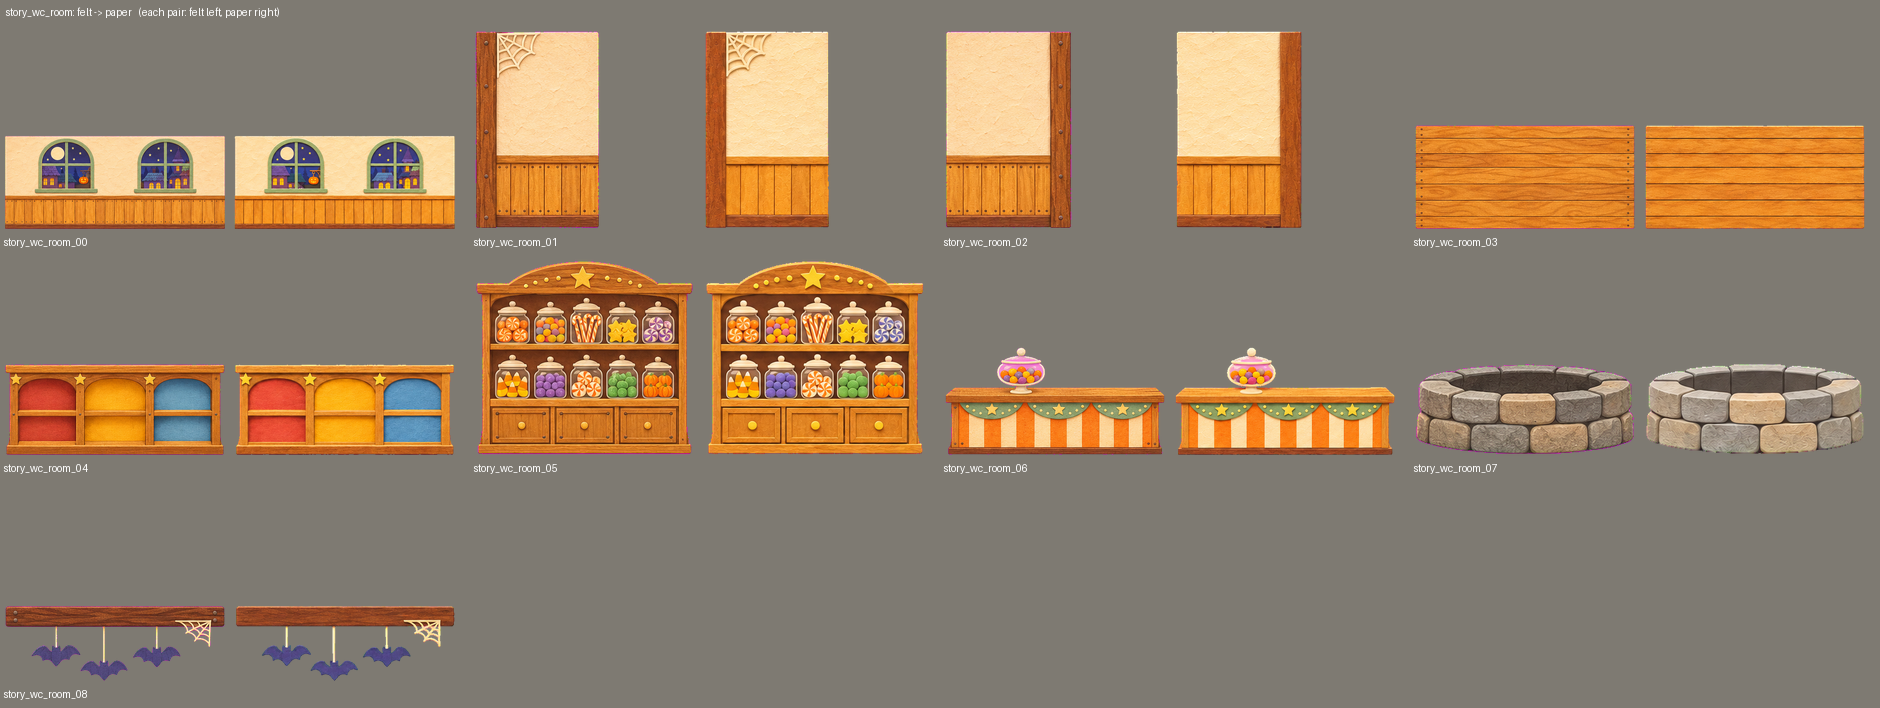 story_wc_room: felt -> paper (each pair: felt left, paper right)
story_wc_room_00
story_wc_room_01
story_wc_room_02
story_wc_room_03
story_wc_room_04
story_wc_room_05
story_wc_room_06
story_wc_room_07
story_wc_room_08